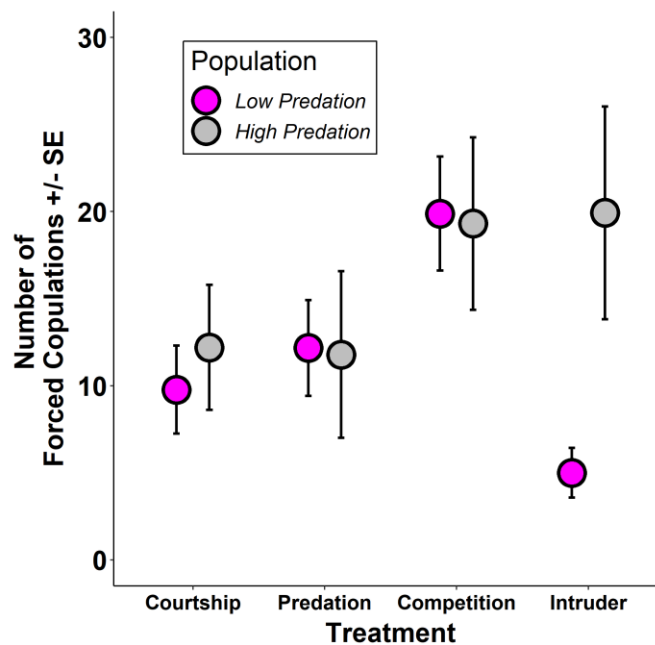 Number of
Forced Copulations +/- SE
30
20
10
0
Population
Low Predation
High Predation
Courtship Predation Competition Intruder
Treatment